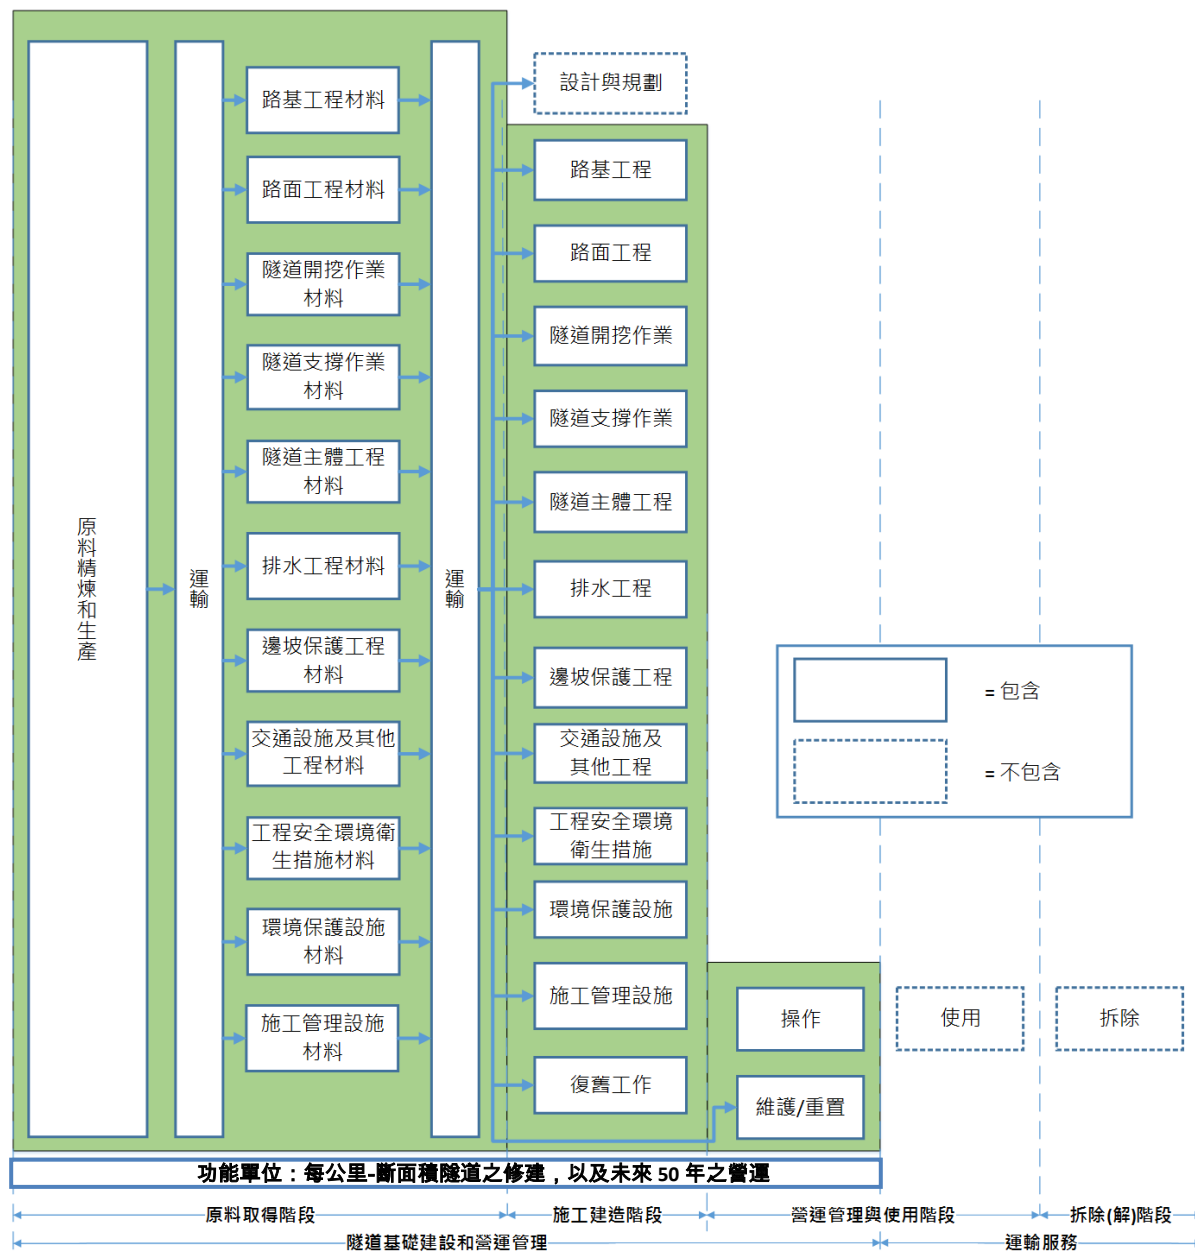 原料精煉和生產
運輸
路基工程材料
路面工程材料
隧道開挖作業
材料
隧道支撐作業
材料
隧道主體工程
材料
排水工程材料
邊坡保護工程
材料
交通設施及其他
工程材料
工程安全環境衛
生措施材料
環境保護設施
材料
施工管理設施
材料
運輸
設計與規劃
路基工程
路面工程
隧道開挖作業
隧道支撐作業
隧道主體工程
排水工程
邊坡保護工程
交通設施及
其他工程
工程安全環境
衛生措施
環境保護設施
施工管理設施
復舊工作
操作
維護/重置
使用
拆除
= 包含
= 不包含
功能單位：每公里-斷面積隧道之修建，以及未來 50 年之營運
原料取得階段
施工建造階段
營運管理與使用階段
拆除(解)階段
隧道基礎建設和營運管理
運輸服務